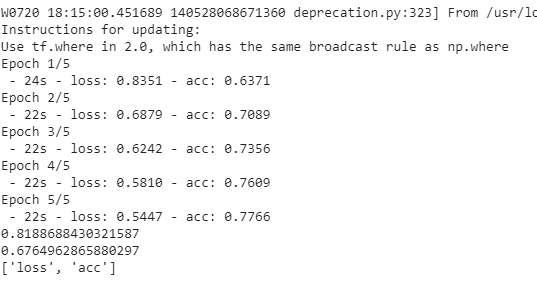 W0720 18:15:00.451689 140528068671360 deprecation.py:323] From /usr/lo
Instructions for updating:
Use tf.where in 2.0, which has the same broadcast rule as np.where
Epoch 1/5
 - 24s - loss: 0.8351 - acc: 0.6371
Epoch 2/5
 - 22s - loss: 0.6879 - acc: 0.7089
Epoch 3/5
 - 22s - loss: 0.6242 - acc: 0.7356
Epoch 4/5
 - 22s - loss: 0.5810 - acc: 0.7609
Epoch 5/5
 - 22s - loss: 0.5447 - acc: 0.7766
0.8188688430321587
0.6764962865880297
['loss', 'acc']